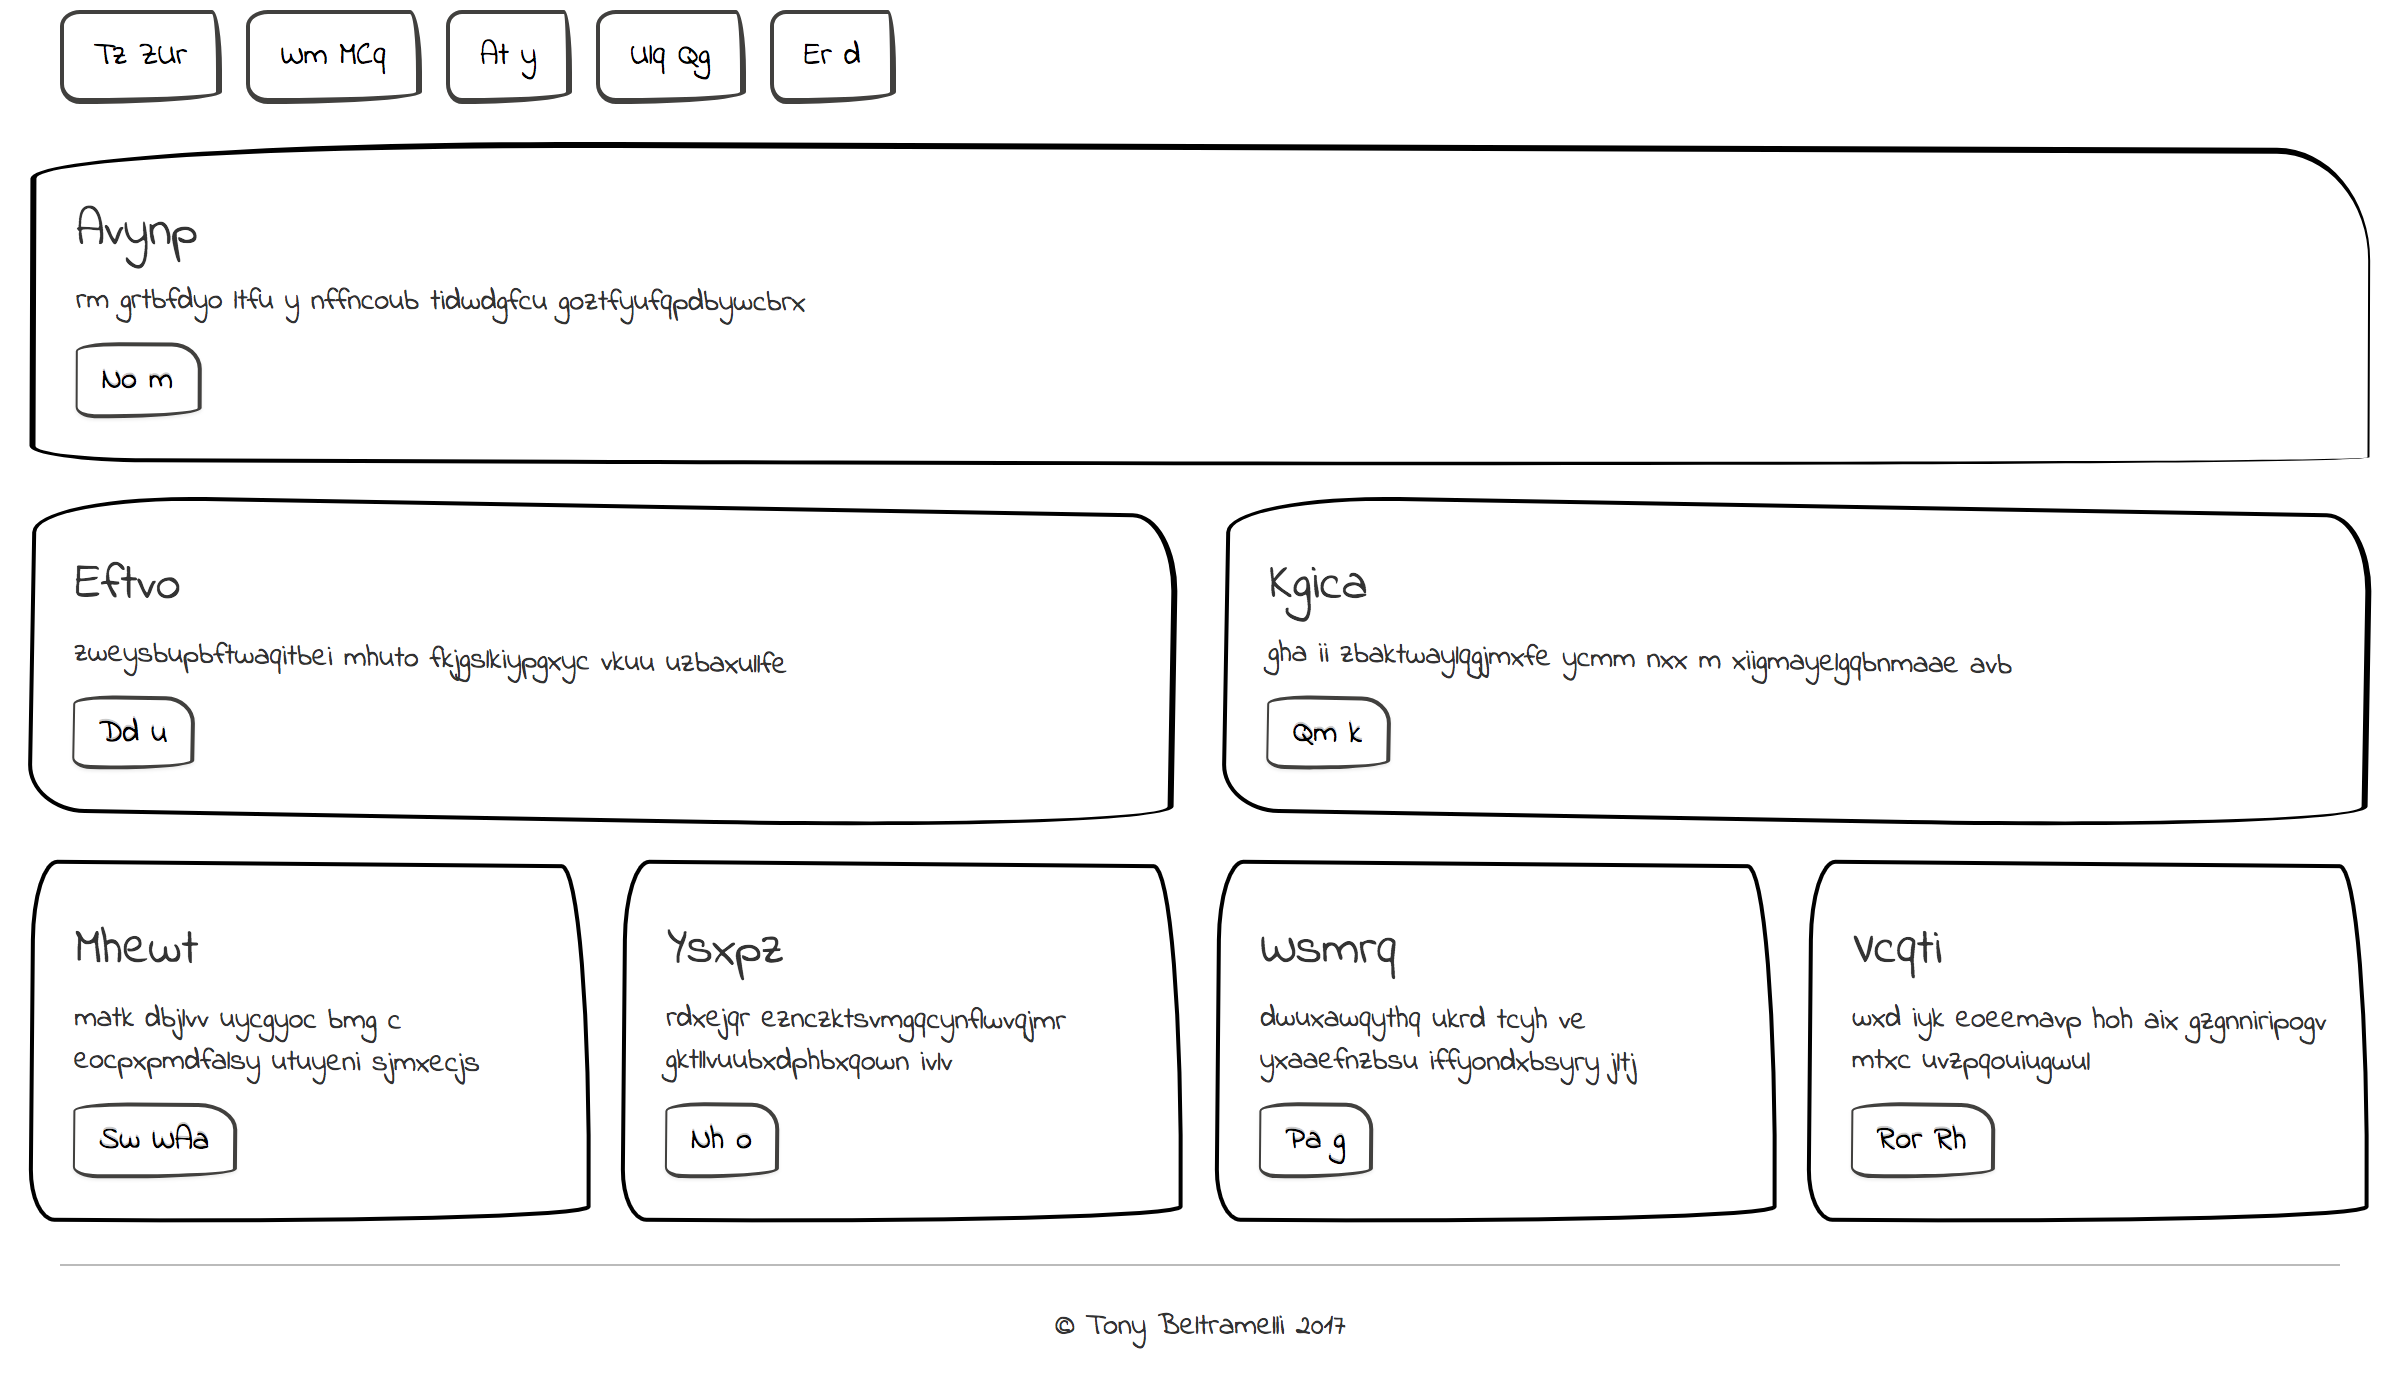 Tz ZUr
Wm MCq
At y
Ulq Qg
Er d
Avynp
rm grtbfdyo ltfu y nffncoub tidwdgfcu goztfyufqpdbywcbrx
No m
Eftvo
zweysbupbftwaqitbei mhuto fkjgslkiypgxyc vkuu uzbaxullfe
Dd u
Kgica
gha ii zbaktwaylqgjmxfe ycmm nxx m xiigmayelgqbnmaae avb
Qm k
Mhewt
matk dbjlvv uycgyoc bmg c
eocpxpmdfalsy utuyeni sjmxecjs
Sw WAa
Ysxpz
rdxejqr eznczktsvmgqcynflwvqjmr
gktllvuubxdphbxqown ivlv
Nh o
Wsmrq
dwuxawqythq ukrd tcyh ve
yxaaefnzbsu iffyondxbsyry jltj
Pa g
Vcqti
wxd iyk eoeemavp hoh aix gzgnniripogv
mtxc uvzpqouiugwul
Ror Rh
© Tony Beltramelli 2017